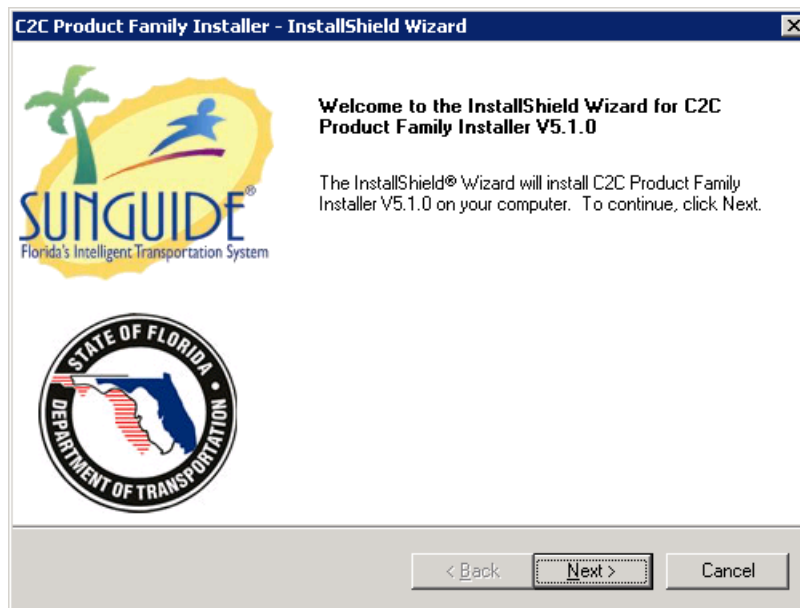 C2C Product Family Installer - InstallShield Wizard
Welcome to the InstallShield Wizard for C2C
Product Family Installer V5.1.0
The InstallShield® Wizard will install C2C Product Family
Installer V5.1.0 on your computer. To continue, click Next.
SUNGUIDE®
Florida's Intelligent Transportation System
STATE OF FLORIDA
DEPARTMENT OF TRANSPORTATION
< Back
Next >
Cancel